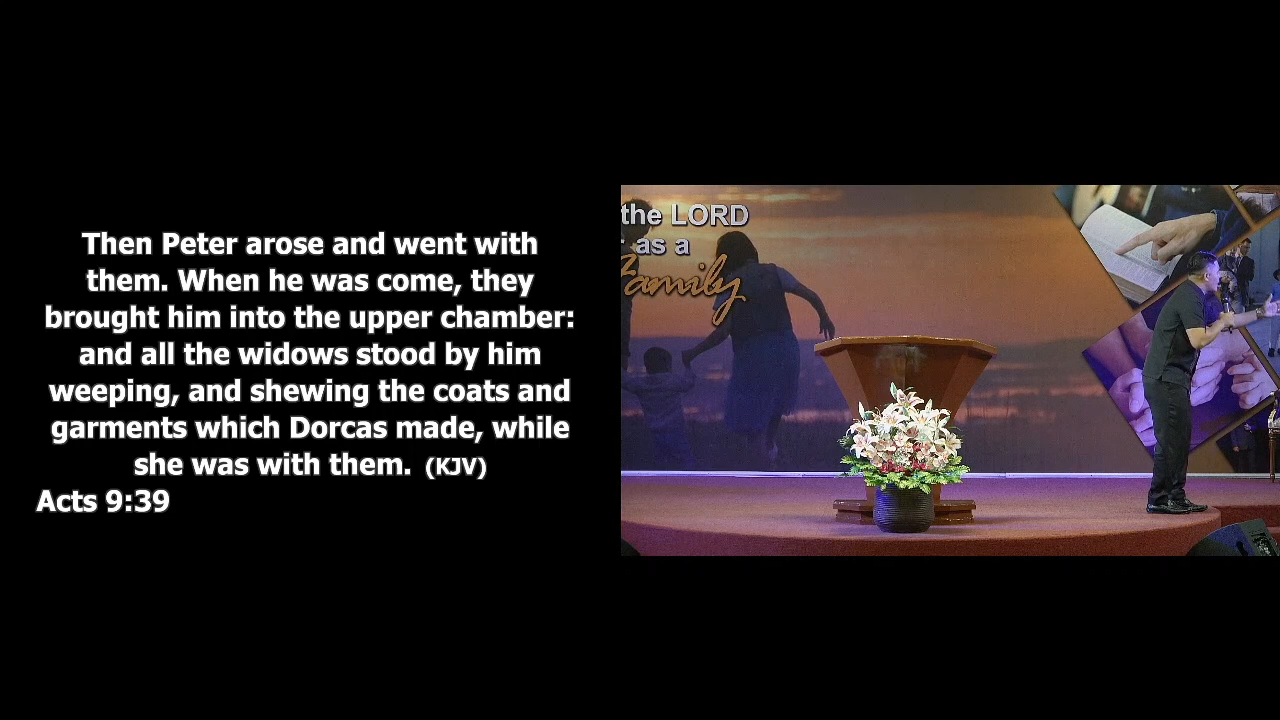 Then Peter arose and went with
them. When he was come, they
brought him into the upper chamber:
and all the widows stood by him
weeping, and shewing the coats and
garments which Dorcas made, while
she was with them. (KJV)
Acts 9:39
the LORD
as a
Family